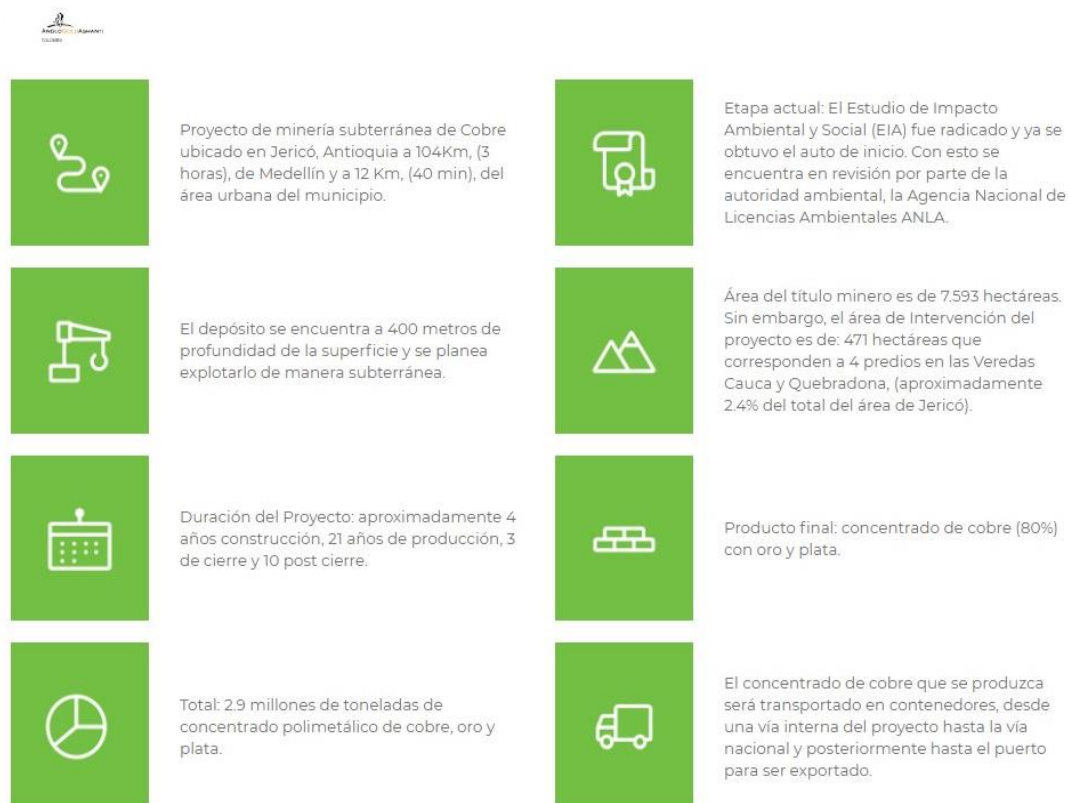 ANGLOGOLDASHANTI
COLOMBIA
Proyecto de minería subterránea de Cobre
ubicado en Jericó, Antioquia a 104Km, (3
horas), de Medellín y a 12 Km, (40 min), del
área urbana del municipio.
Etapa actual: El Estudio de Impacto
Ambiental y Social (EIA) fue radicado y ya se
obtuvo el auto de inicio. Con esto se
encuentra en revisión por parte de la
autoridad ambiental, la Agencia Nacional de
Licencias Ambientales ANLA.
El depósito se encuentra a 400 metros de
profundidad de la superficie y se planea
explotarlo de manera subterránea.
Área del título minero es de 7.593 hectáreas.
Sin embargo, el área de Intervención del
proyecto es de: 471 hectáreas que
corresponden a 4 predios en las Veredas
Cauca y Quebradona, (aproximadamente
2.4% del total del área de Jericó).
Duración del Proyecto: aproximadamente 4
años construcción, 21 años de producción, 3
de cierre y 10 post cierre.
Producto final: concentrado de cobre (80%)
con oro y plata.
Total: 2.9 millones de toneladas de
concentrado polimetálico de cobre, oro y
plata.
El concentrado de cobre que se produzca
será transportado en contenedores, desde
una vía interna del proyecto hasta la vía
nacional y posteriormente hasta el puerto
para ser exportado.